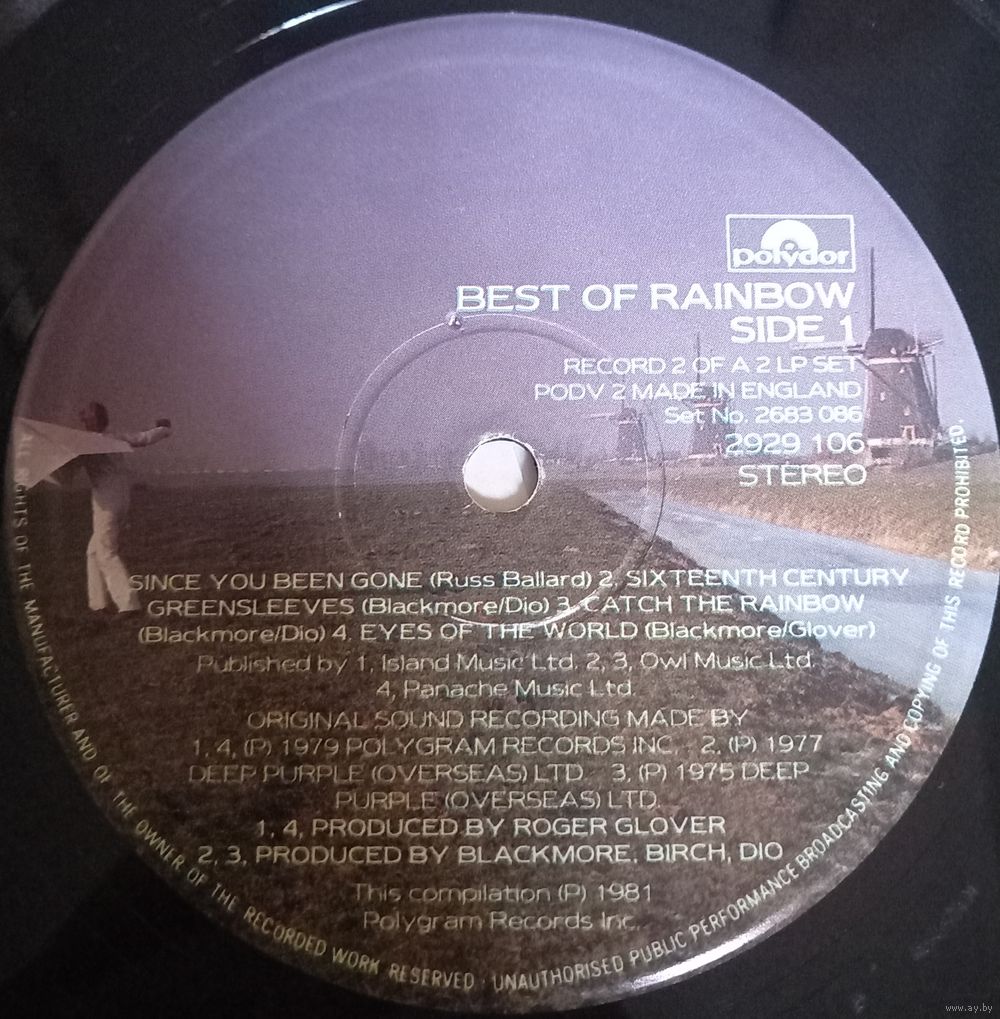 polydor
BEST OF RAINBOW
SIDE 1
RECORD 2 OF A 2 LP SET
PODV 2 MADE IN ENGLAND
Set No. 2683 086
2929 106
STEREO
SINCE YOU BEEN GONE (Russ Ballard) 2, SIXTEENTH CENTURY
GREENSLEEVES (Blackmore/Dio) 3, CATCH THE RAINBOW
(Blackmore/Dio) 4. EYES OF THE WORLD (Blackmore/Glover)
Published by 1, Island Music Ltd. 2, 3, Owl Music Ltd.
4, Panache Music Ltd.
ORIGINAL SOUND RECORDING MADE BY
1, 4, (P) 1979 POLYGRAM RECORDS INC. 2, (P) 1977
DEEP PURPLE (OVERSEAS) LTD 3, (P) 1975 DEEP
PURPLE (OVERSEAS) LTD.
1, 4, PRODUCED BY ROGER GLOVER
2, 3, PRODUCED BY BLACKMORE, BIRCH, DIO
This compilation (P) 1981
Polygram Records Inc.
ALL RIGHTS OF THE MANUFACTURER AND OF THE OWNER OF THE RECORDED WORK RESERVED · UNAUTHORISED PUBLIC PERFORMANCE BROADCASTING AND COPYING OF THIS RECORD PROHIBITED.
www.ay.by